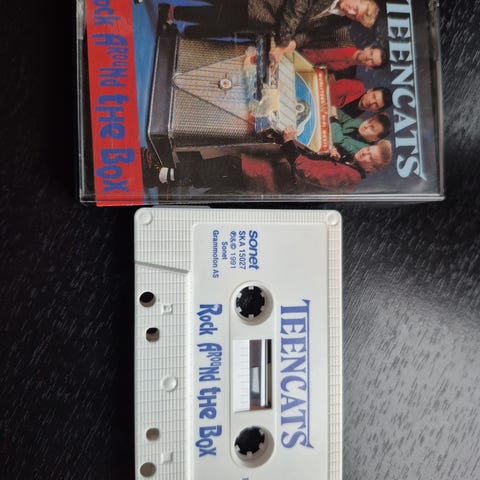 TEENCATS
Rock Around the Box
TEENCATS
Rock Around the Box
sonet
SKA 15027
℗&© 1991
Sonet
Grammofon AS